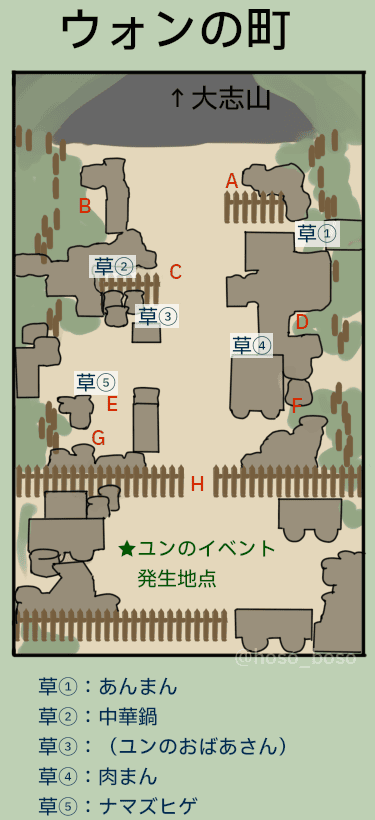 ウォンの町
↑大志山
A
B
草①
草②
C
草③
D
草④
草⑤
E
F
G
H
★ユンのイベント
発生地点
@hoso_boso
草①：あんまん
草②：中華鍋
草③：（ユンのおばあさん）
草④：肉まん
草⑤：ナマズヒゲ